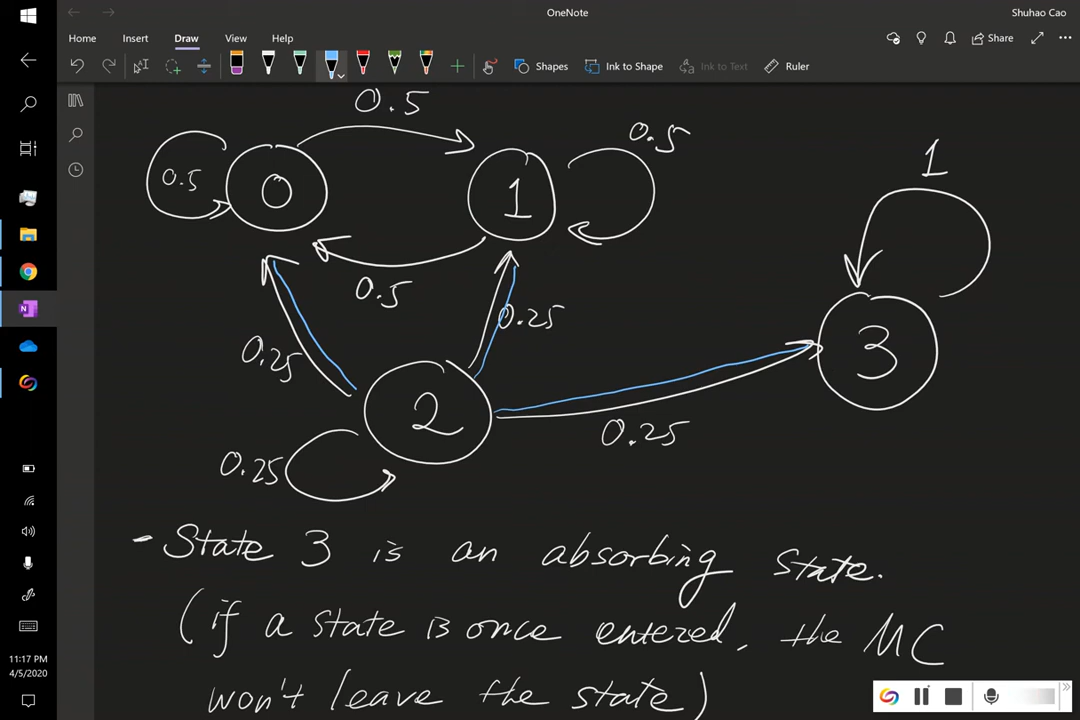 OneNote
Shuhao Cao
Home Insert Draw View Help
Share
Shapes
Ink to Shape
Ink to Text
Ruler
0.5
0.5
0.5
0
1
1
0.5
0.25
0.25
3
0.25
2
0.25
- State 3 is an absorbing state.
(if a state is once entered, the MC
won't leave the state)
11:17 PM
4/5/2020